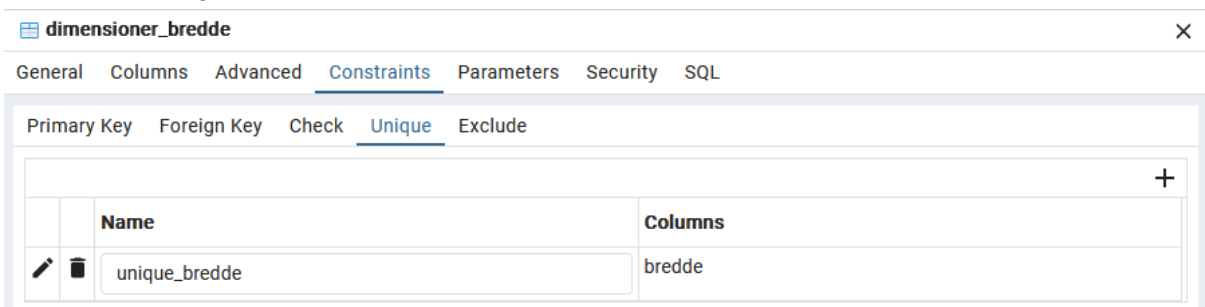 dimensioner_bredde
General Columns Advanced Constraints Parameters Security SQL
Primary Key Foreign Key Check Unique Exclude
Name Columns
unique_bredde bredde